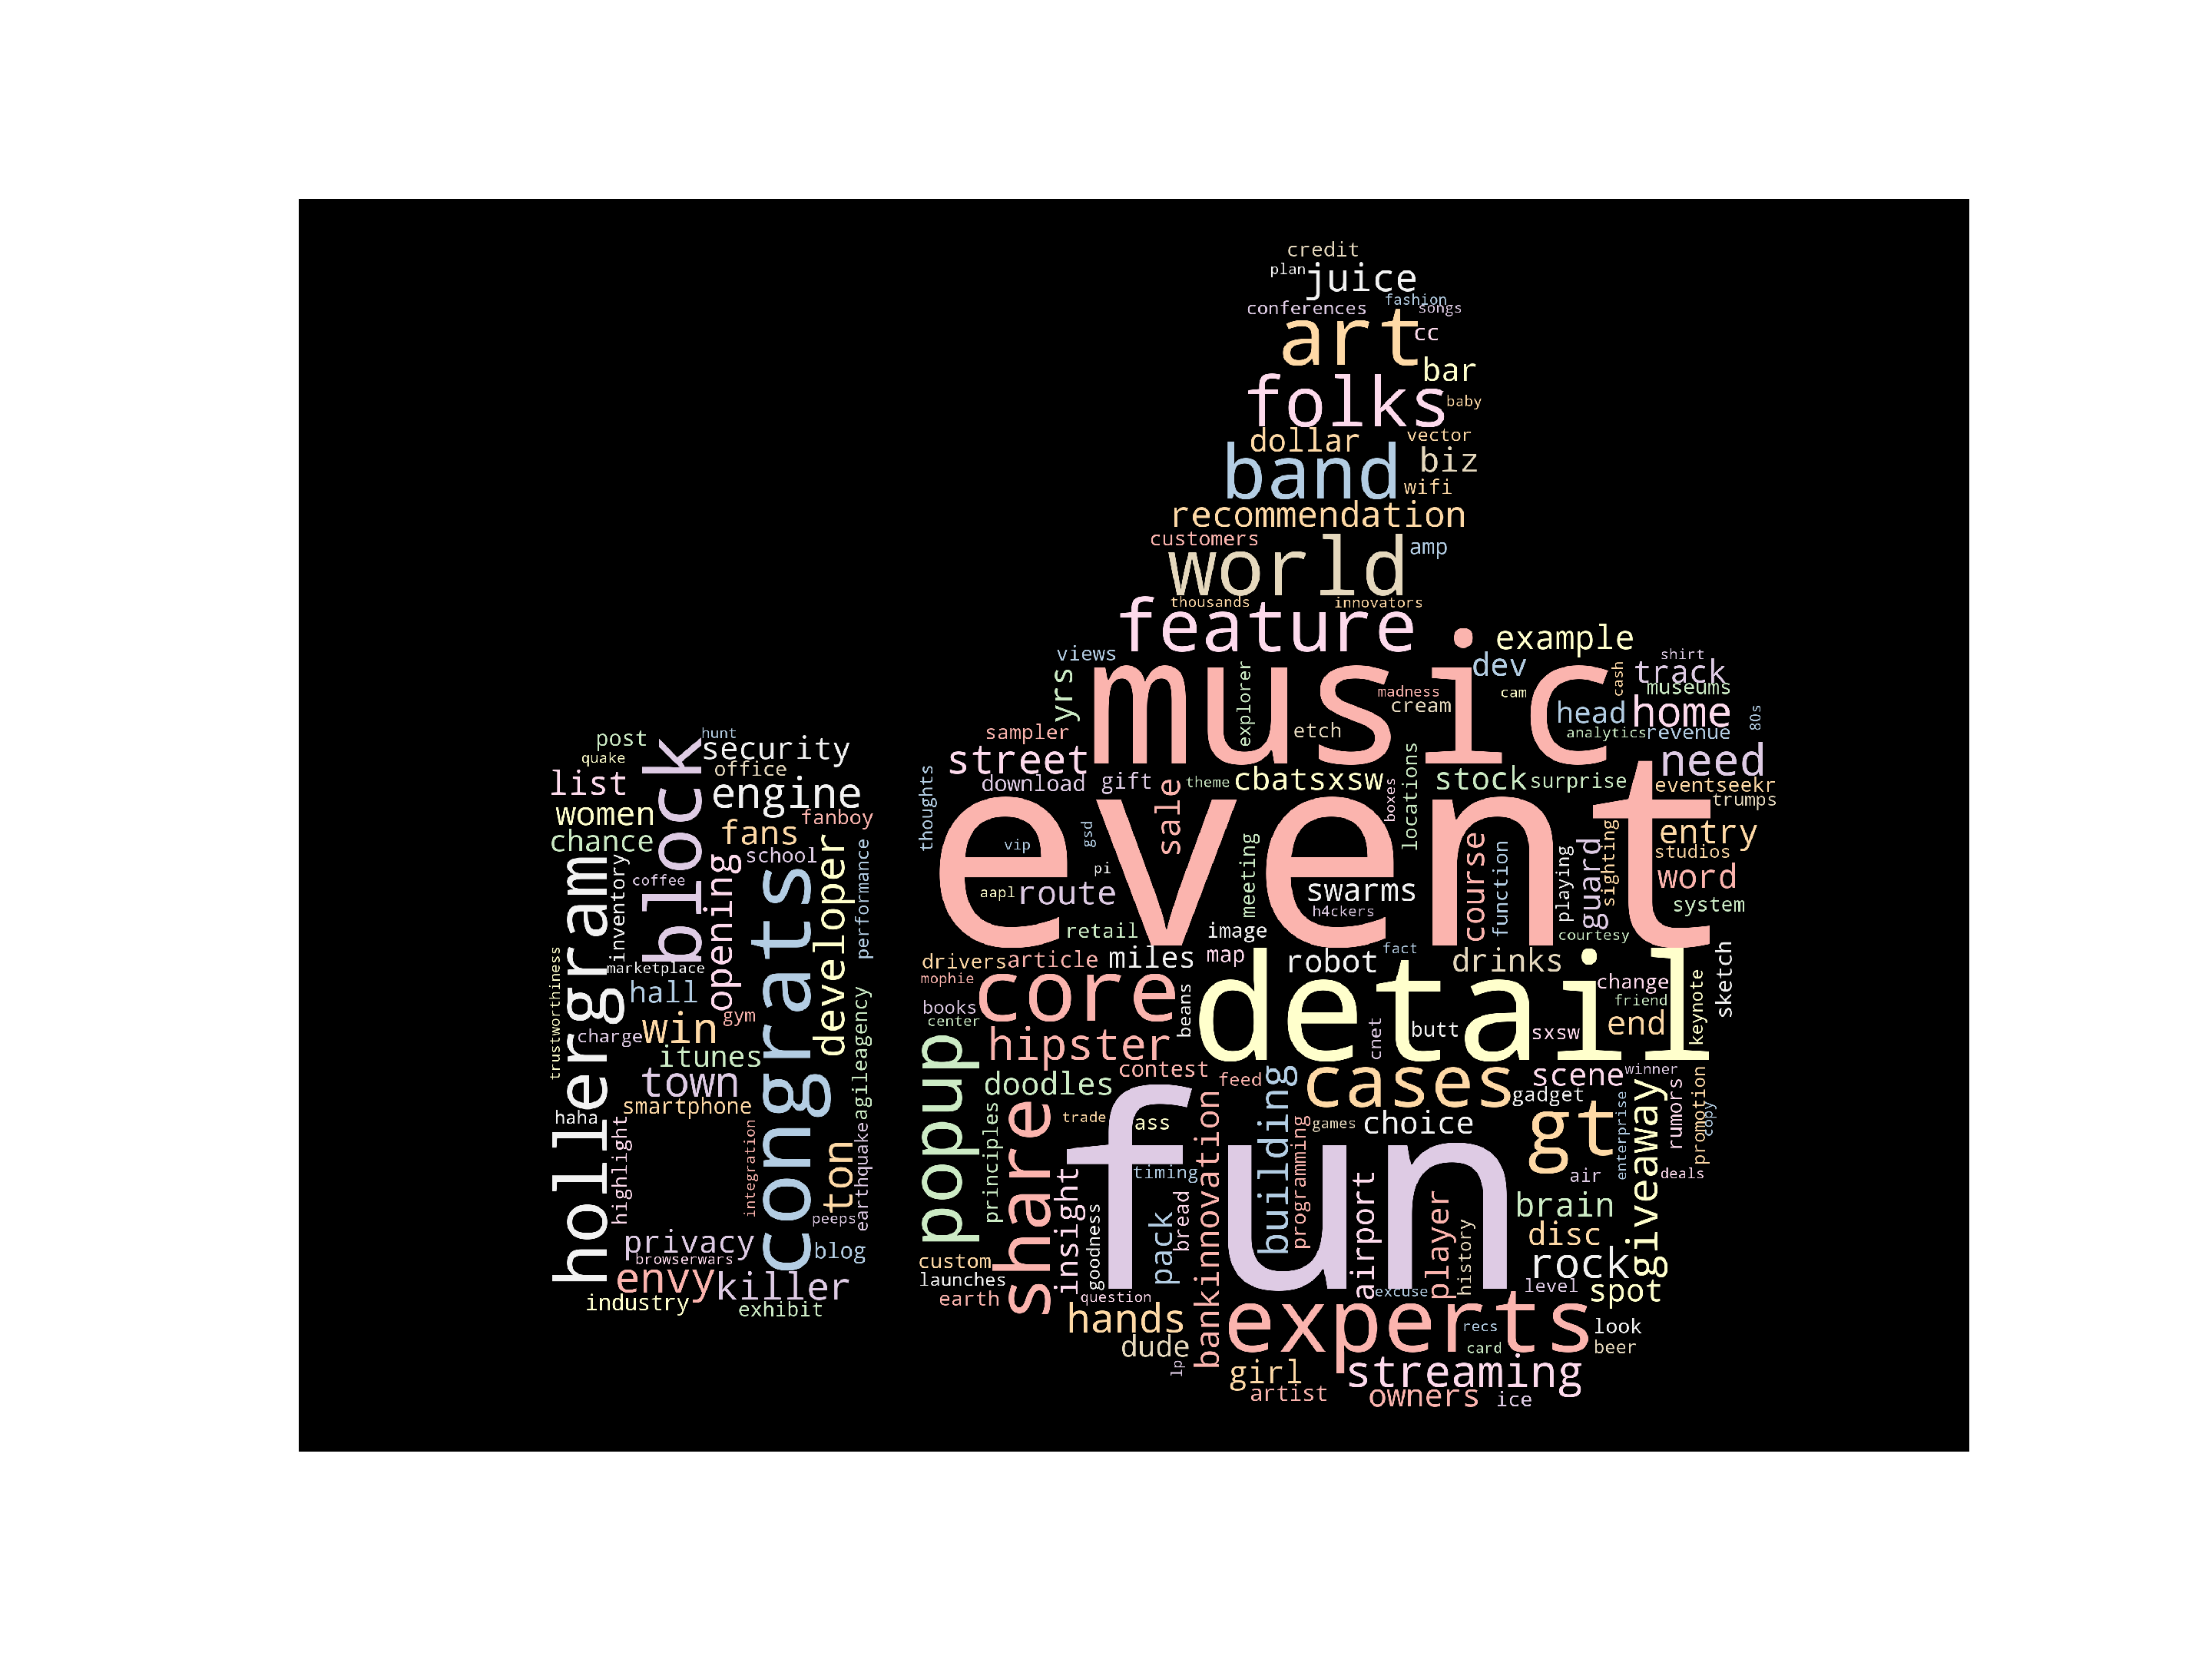 credit
plan
juice
conferences
fashion
songs
art
cc
bar
folks
baby
dollar
vector
band
biz
wifi
recommendation
customers
world
amp
thousands
innovators
feature
example
views
shirt
yrs
music
explorer
madness
cream
dev
cam
cash
track
museums
sampler
etch
head
home
80s
analytics
revenue
street
need
download
gift
theme
cbatsxsw
stock
surprise
eventseekr
trumps
thoughts
sale
boxes
locations
event
vip
gsd
pi
aapl
route
meeting
swarms
h4ckers
course
function
playing
guard
sighting
entry
studios
word
system
retail
image
courtesy
drivers
article
miles
map
robot
fact
drinks
sketch
mophie
core
detail
change
friend
books
center
beans
cnet
butt
sxsw
end
keynote
hipster
contest
feed
cases
scene
winner
popup
doodles
gadget
share
principles
trade
ass
bankinnovation
building
programming
games
choice
gt
enterprise
giveaway
rumors
promotion
copy
fun
timing
insight
goodness
pack
bread
airport
player
history
air
deals
brain
disc
rock
level
spot
custom
launches
earth
question
excuse
hands
dude
experts
recs
card
look
beer
lp
girl
artist
streaming
owners
ice
post
quake
block
hunt
security
list
office
women
engine
chance
fans
fanboy
hollergram
inventory
coffee
opening
school
congrats
developer
performance
trustworthiness
marketplace
hall
charge
win
gym
itunes
town
smartphone
agileagency
haha
highlight
integration
ton
earthquake
peeps
privacy
browserwars
blog
envy
killer
industry
exhibit